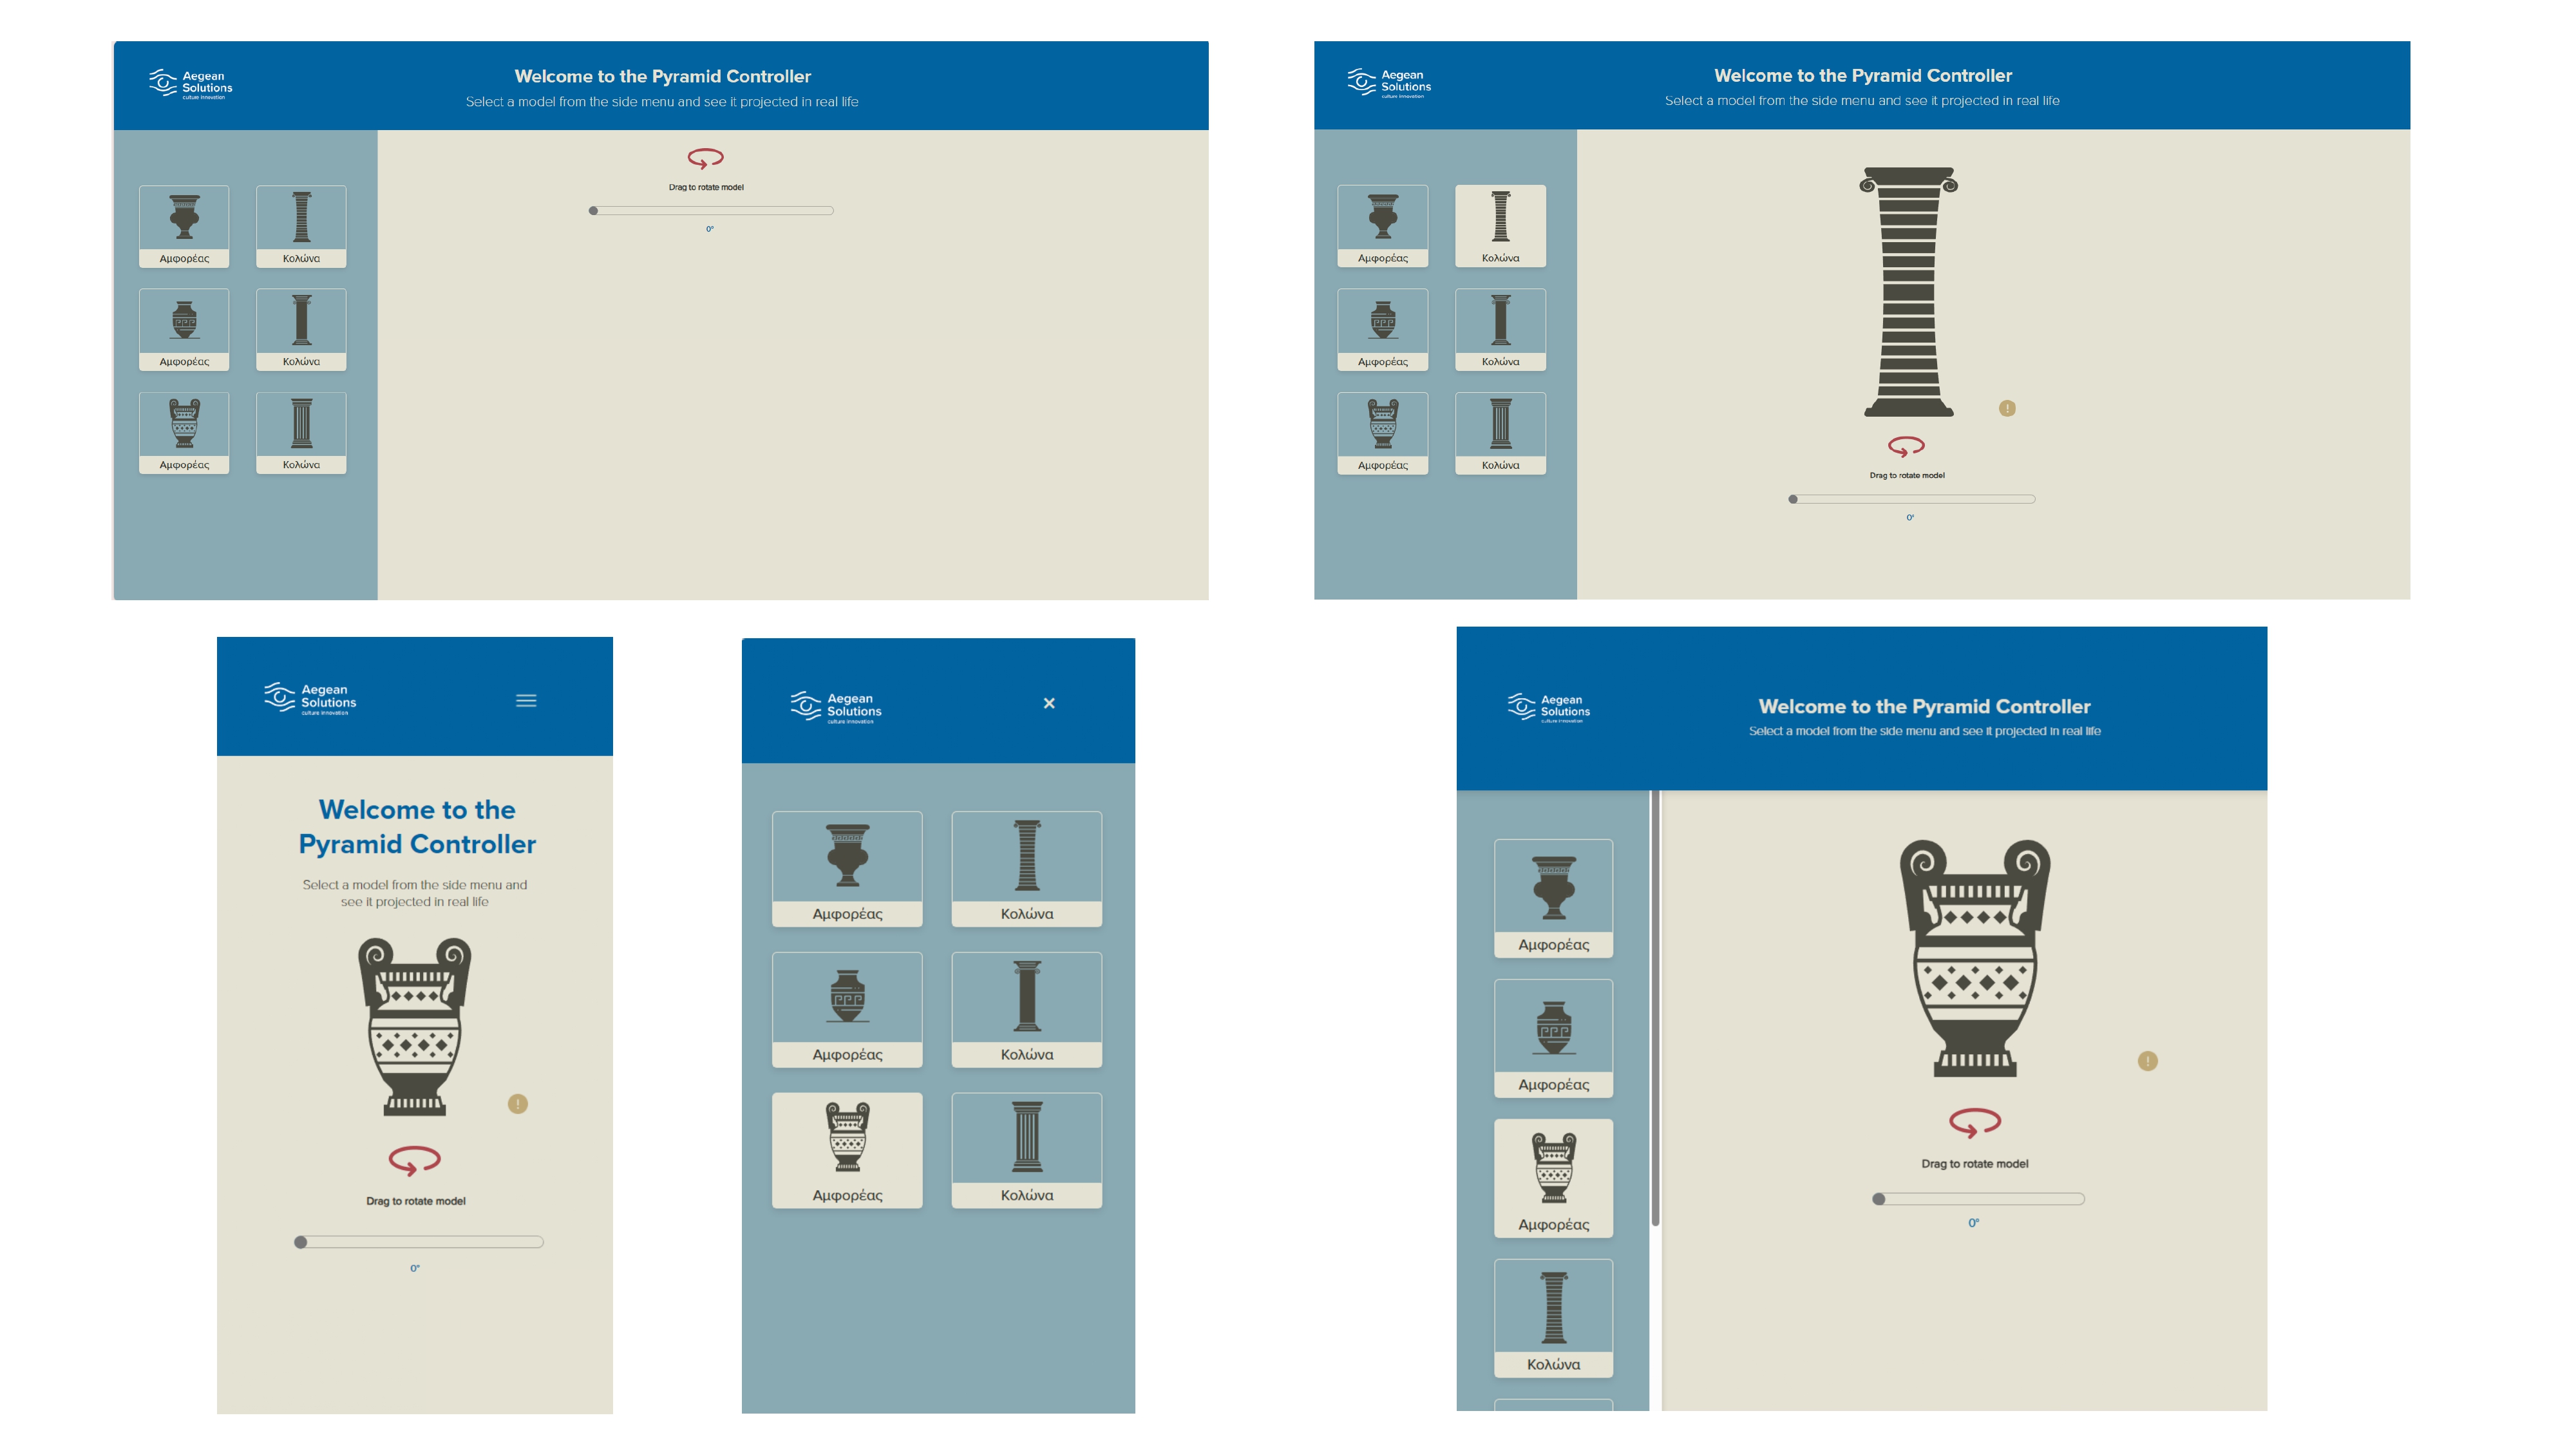 Aegean
Solutions
culture innovation
Welcome to the Pyramid Controller
Select a model from the side menu and see it projected in real life
Αμφορέας
Κολώνα
Αμφορέας
Κολώνα
Αμφορέας
Κολώνα
Drag to rotate model
0°
Aegean
Solutions
culture innovation
Welcome to the Pyramid Controller
Select a model from the side menu and see it projected in real life
Αμφορέας
Κολώνα
Αμφορέας
Κολώνα
Αμφορέας
Κολώνα
!
Drag to rotate model
0°
Aegean
Solutions
culture innovation
Welcome to the
Pyramid Controller
Select a model from the side menu and
see it projected in real life
!
Drag to rotate model
0°
Aegean
Solutions
culture innovation
×
Αμφορέας
Κολώνα
Αμφορέας
Κολώνα
Αμφορέας
Κολώνα
Aegean
Solutions
culture innovation
Welcome to the Pyramid Controller
Select a model from the side menu and see it projected in real life
Αμφορέας
Αμφορέας
Αμφορέας
Κολώνα
!
Drag to rotate model
0°